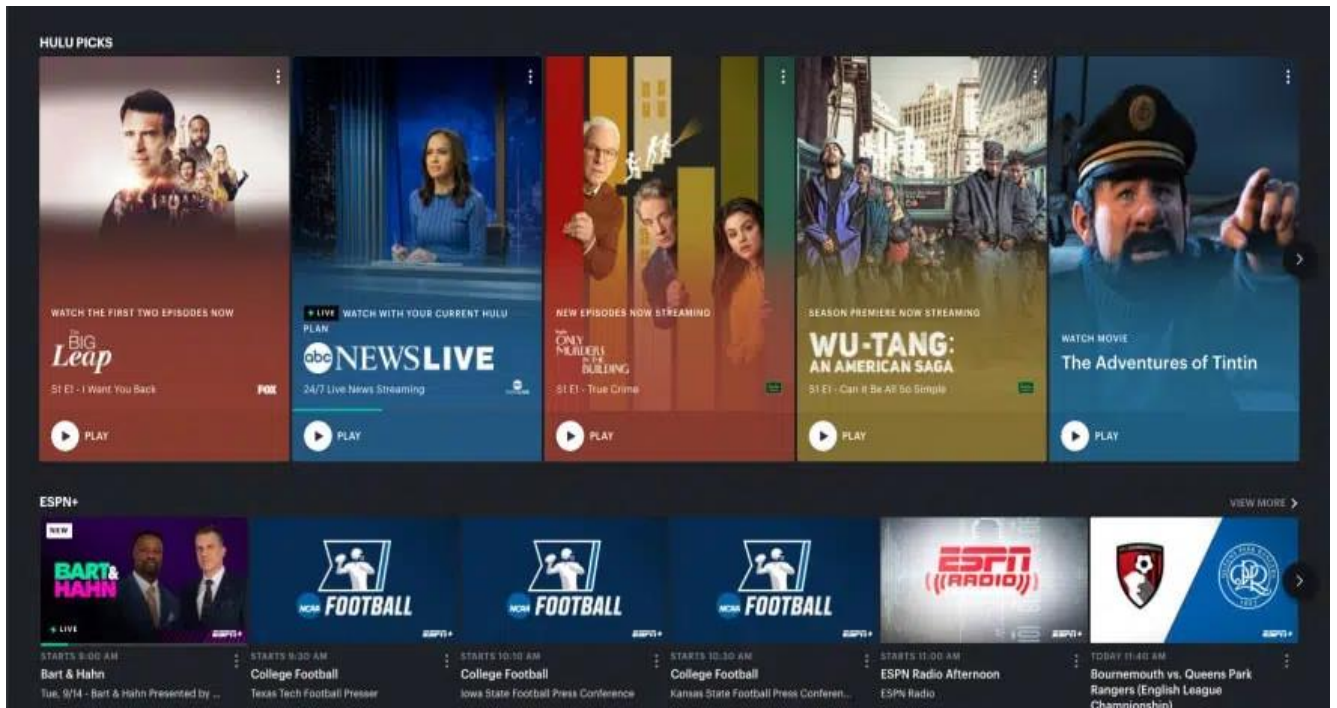 HULU PICKS
WATCH THE FIRST TWO EPISODES NOW
The
BIG
Leap
S1 E1 - I Want You Back
FOX
PLAY
LIVE WATCH WITH YOUR CURRENT HULU
PLAN
abc NEWS LIVE
24/7 Live News Streaming
PLAY
NEW EPISODES NOW STREAMING
ONLY
MURDERS
IN THE
BUILDING
S1 E1 - True Crime
PLAY
SEASON PREMIERE NOW STREAMING
WU-TANG:
AN AMERICAN SAGA
S1 E1 - Can It Be All So Simple
PLAY
WATCH MOVIE
The Adventures of Tintin
PLAY
ESPN+
VIEW MORE
NEW
BART&
HAHN
LIVE
ESPN+
STARTS 9:00 AM
Bart & Hahn
Tue, 9/14 - Bart & Hahn Presented by ...
NCAA FOOTBALL
ESPN+
STARTS 9:30 AM
College Football
Texas Tech Football Presser
NCAA FOOTBALL
ESPN+
STARTS 10:10 AM
College Football
Iowa State Football Press Conference
NCAA FOOTBALL
ESPN+
STARTS 10:30 AM
College Football
Kansas State Football Press Conferen...
ESPN
RADIO
ESPN+
STARTS 11:00 AM
ESPN Radio Afternoon
ESPN Radio
ESPN+
TODAY 11:40 AM
Bournemouth vs. Queens Park
Rangers (English League
Championship)